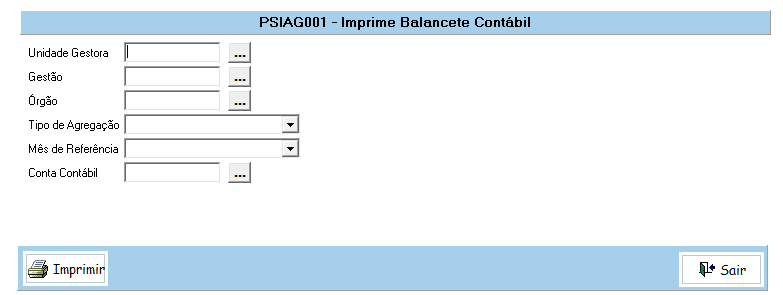 PSIAG001 - Imprime Balancete Contábil
Unidade Gestora ...
Gestão ...
Órgão ...
Tipo de Agregação
Mês de Referência
Conta Contábil ...
Imprimir Sair